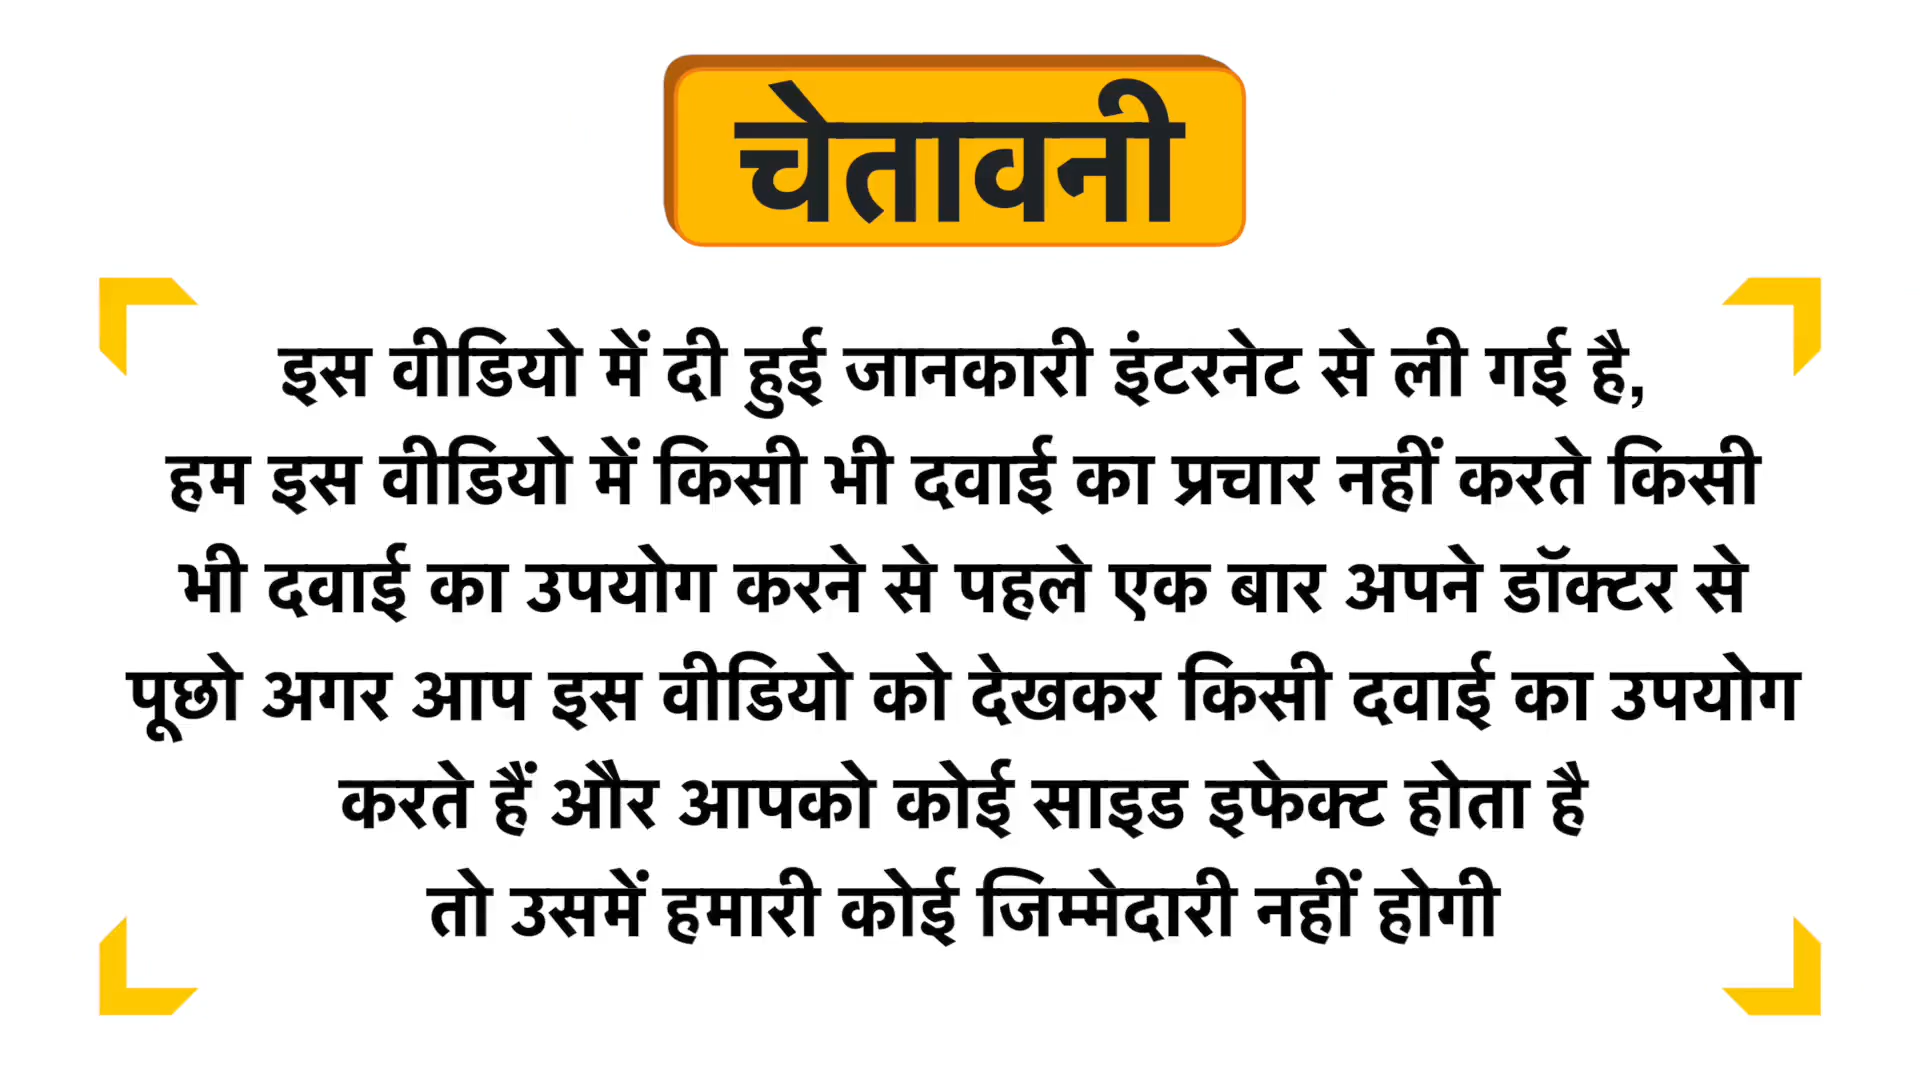 चेतावनी
इस वीडियो में दी हुई जानकारी इंटरनेट से ली गई है,
हम इस वीडियो में किसी भी दवाई का प्रचार नहीं करते किसी
भी दवाई का उपयोग करने से पहले एक बार अपने डॉक्टर से
पूछो अगर आप इस वीडियो को देखकर किसी दवाई का उपयोग
करते हैं और आपको कोई साइड इफेक्ट होता है
तो उसमें हमारी कोई जिम्मेदारी नहीं होगी